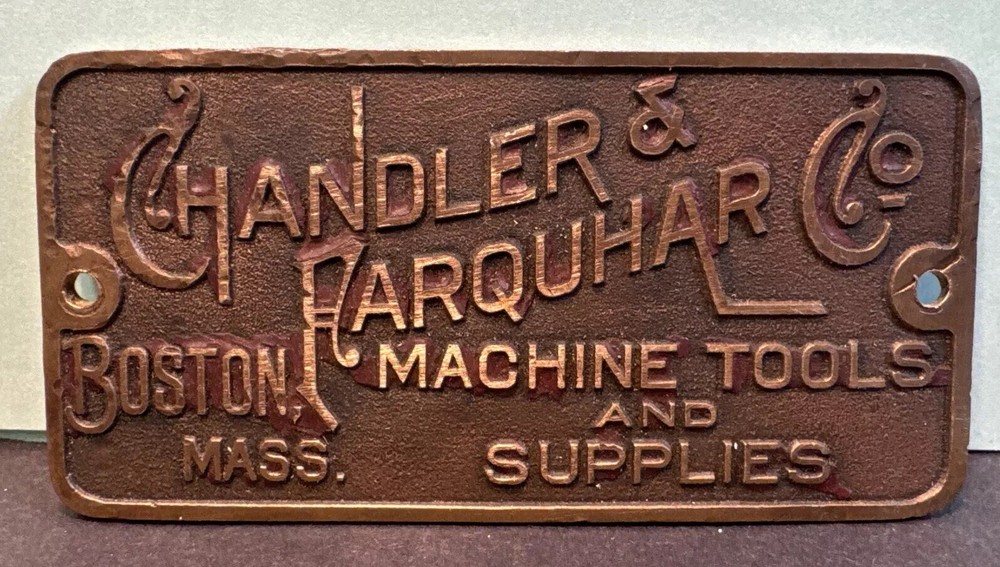 CHANDLER &
FARQUHAR Co
BOSTON,
MASS.
MACHINE TOOLS
AND
SUPPLIES